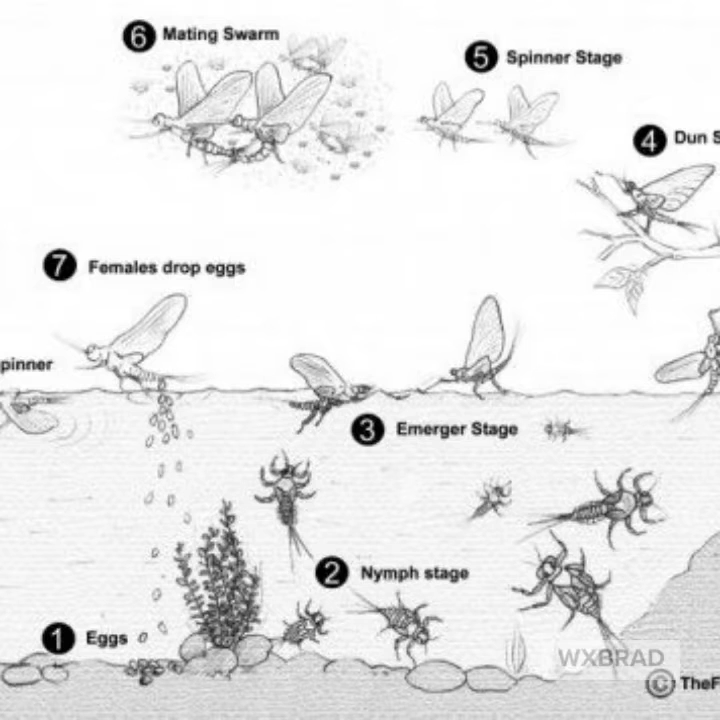 6 Mating Swarm
5 Spinner Stage
4 Dun S
7 Females drop eggs
pinner
3 Emerger Stage
2 Nymph stage
1 Eggs
WXBRAD
© TheF